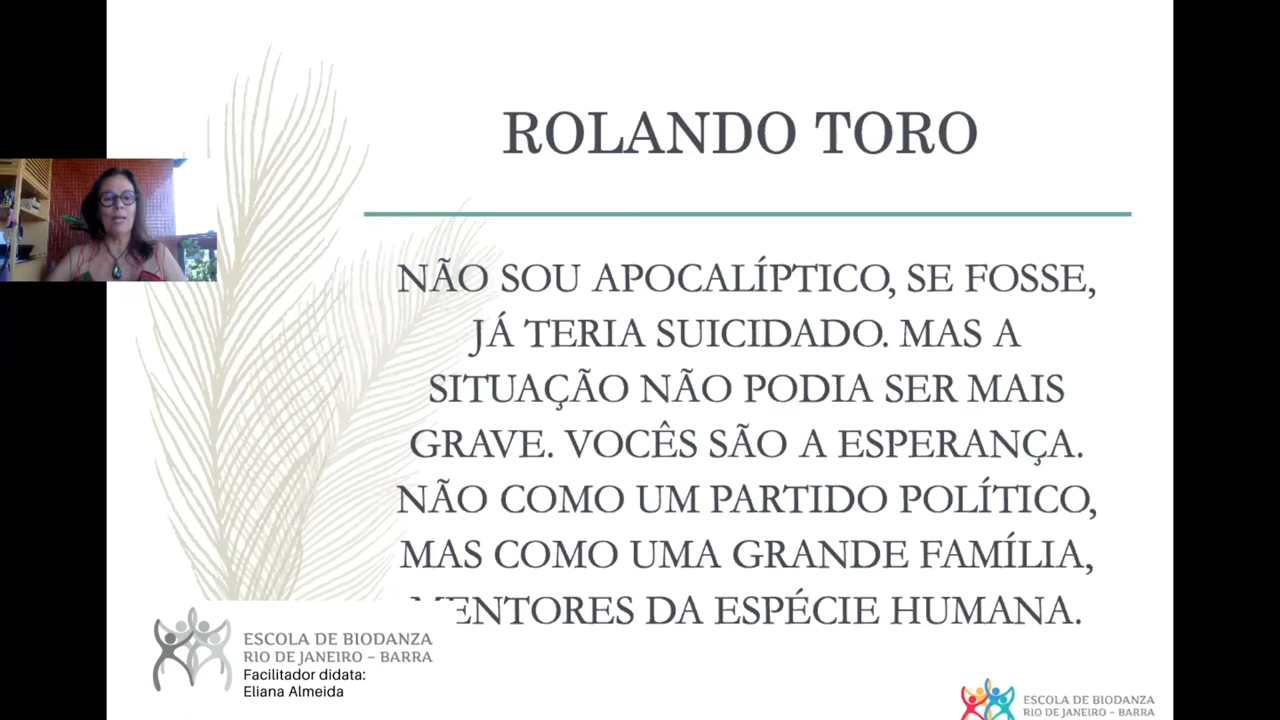 ROLANDO TORO
NÃO SOU APOCALÍPTICO, SE FOSSE,
JÁ TERIA SUICIDADO. MAS A
SITUAÇÃO NÃO PODIA SER MAIS
GRAVE. VOCÊS SÃO A ESPERANÇA.
NÃO COMO UM PARTIDO POLÍTICO,
MAS COMO UMA GRANDE FAMÍLIA,
MENTORES DA ESPÉCIE HUMANA.
ESCOLA DE BIODANZA
RIO DE JANEIRO – BARRA
Facilitador didata:
Eliana Almeida
ESCOLA DE BIODANZA
RIO DE JANEIRO – BARRA